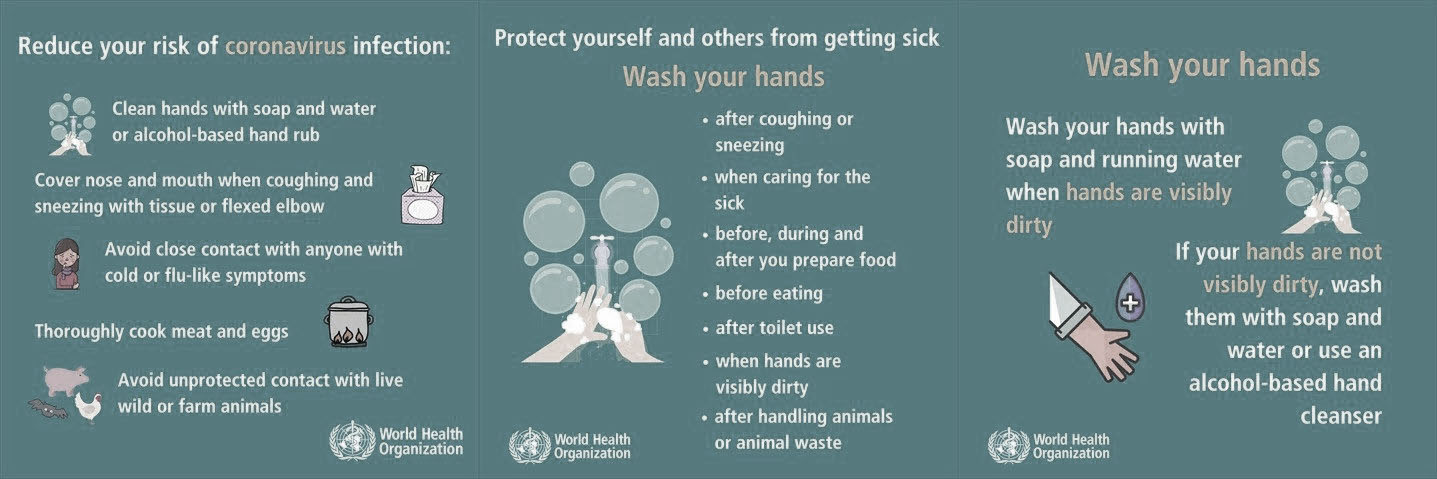 Reduce your risk of coronavirus infection:
Clean hands with soap and water
or alcohol-based hand rub
Cover nose and mouth when coughing and
sneezing with tissue or flexed elbow
Avoid close contact with anyone with
cold or flu-like symptoms
Thoroughly cook meat and eggs
Avoid unprotected contact with live
wild or farm animals
World Health
Organization
Protect yourself and others from getting sick
Wash your hands
• after coughing or
sneezing
• when caring for the
sick
• before, during and
after you prepare food
• before eating
• after toilet use
• when hands are
visibly dirty
• after handling animals
or animal waste
World Health
Organization
Wash your hands
Wash your hands with
soap and running water
when hands are visibly
dirty
If your hands are not
visibly dirty, wash
them with soap and
water or use an
alcohol-based hand
cleanser
World Health
Organization